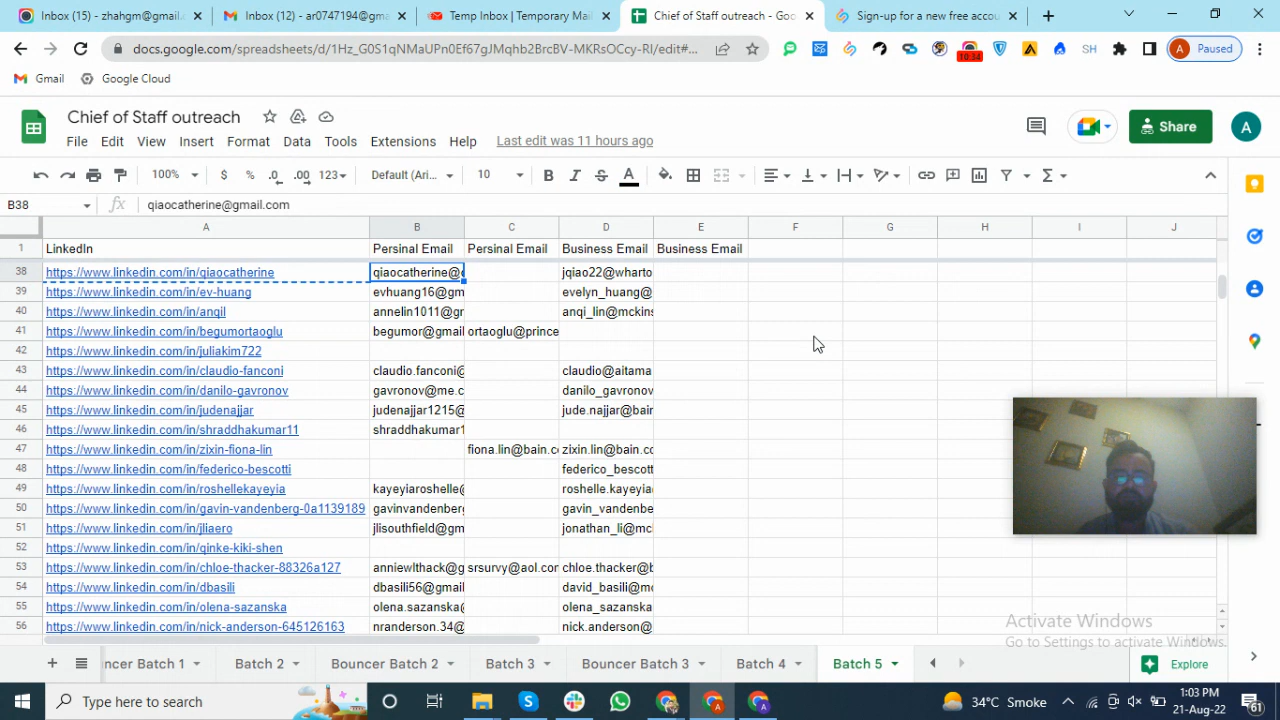 Inbox (15) - zhahgm@gmail.c
Inbox (12) - ar0747194@gma
Temp Inbox | Temporary Mail
Chief of Staff outreach - Goo
Sign-up for a new free accou
docs.google.com/spreadsheets/d/1Hz_G0S1qNMaUPn0Ef67gJMqhb2BrcBV-MKRsOCcy-RI/edit#...
10:34
SH
A
Paused
Gmail
Google Cloud
Chief of Staff outreach
Share
A
File
Edit
View
Insert
Format
Data
Tools
Extensions
Help
Last edit was 11 hours ago
100%
$
%
.0
.00
123
Default (Ari...
10
B
I
S
A
B38
fx
qiaocatherine@gmail.com
A B C D E F G H I J
1 LinkedIn Persinal Email Persinal Email Business Email Business Email
38 https://www.linkedin.com/in/qiaocatherine qiaocatherine@g jqiao22@wharto
39 https://www.linkedin.com/in/ev-huang evhuang16@gm evelyn_huang@
40 https://www.linkedin.com/in/anqil annelin1011@gr anqi_lin@mckins
41 https://www.linkedin.com/in/begumortaoglu begumor@gmail ortaoglu@prince
42 https://www.linkedin.com/in/juliakim722
43 https://www.linkedin.com/in/claudio-fanconi claudio.fanconi@ claudio@aitama
44 https://www.linkedin.com/in/danilo-gavronov gavronov@me.c danilo_gavronov
45 https://www.linkedin.com/in/judenajjar judenajjar1215@ jude.najjar@bair
46 https://www.linkedin.com/in/shraddhakumar11 shraddhakumar1
47 https://www.linkedin.com/in/zixin-fiona-lin fiona.lin@bain.co zixin.lin@bain.co
48 https://www.linkedin.com/in/federico-bescotti federico_bescott
49 https://www.linkedin.com/in/roshellekayeyia kayeyiaroshelle@ roshelle.kayeyia
50 https://www.linkedin.com/in/gavin-vandenberg-0a1139189 gavinvandenberg gavin_vandenber
51 https://www.linkedin.com/in/jliaero jlisouthfield@gm jonathan_li@mcl
52 https://www.linkedin.com/in/qinke-kiki-shen
53 https://www.linkedin.com/in/chloe-thacker-88326a127 anniewlthack@g srsurvy@aol.com chloe.thacker@b
54 https://www.linkedin.com/in/dbasili dbasili56@gmail david_basili@mc
55 https://www.linkedin.com/in/olena-sazanska olena.sazanska@ olena_sazanska
56 https://www.linkedin.com/in/nick-anderson-645126163 nranderson.34@ nick.anderson@
Activate Windows
Go to Settings to activate Windows.
ncer Batch 1
Batch 2
Bouncer Batch 2
Batch 3
Bouncer Batch 3
Batch 4
Batch 5
Explore
Type here to search
34°C Smoke
1:03 PM
21-Aug-22
61